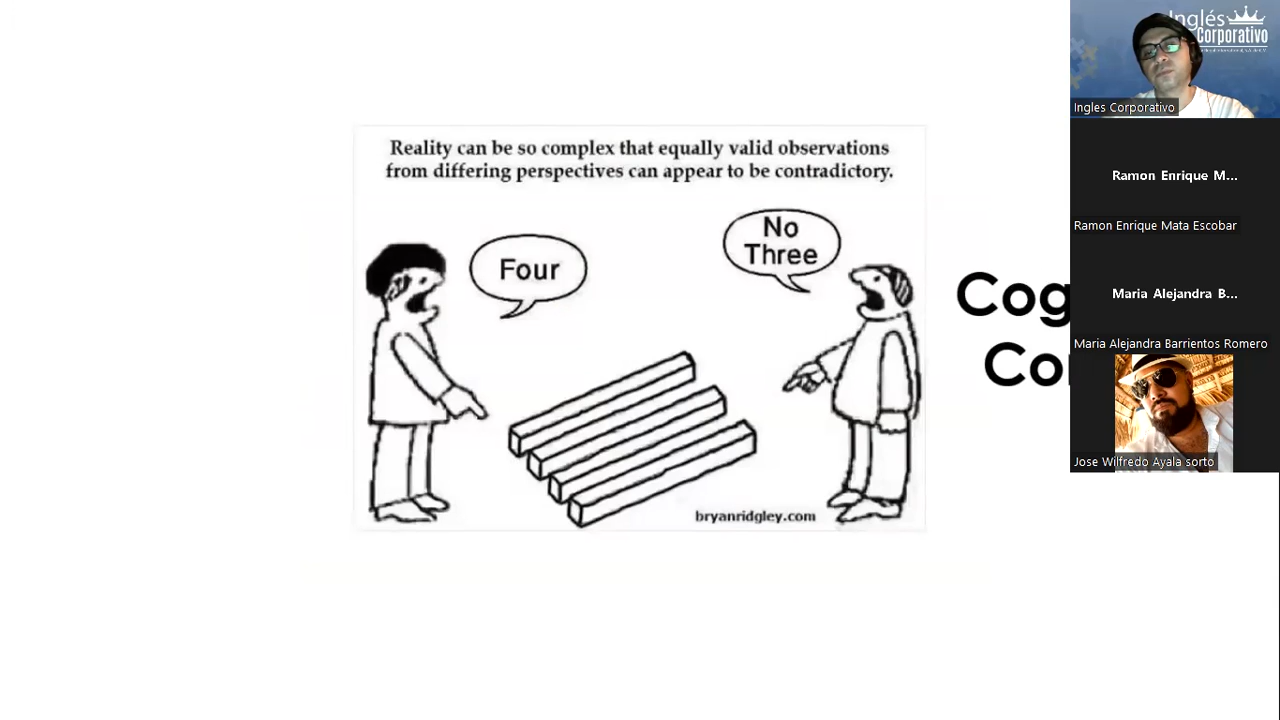 Reality can be so complex that equally valid observations
from differing perspectives can appear to be contradictory.
Four
No
Three
bryanridgley.com
Cog
Co
Inglés
Corporativo
Ingles Corporativo
Ramon Enrique M...
Ramon Enrique Mata Escobar
Maria Alejandra B...
Maria Alejandra Barrientos Romero
Jose Wilfredo Ayala sorto